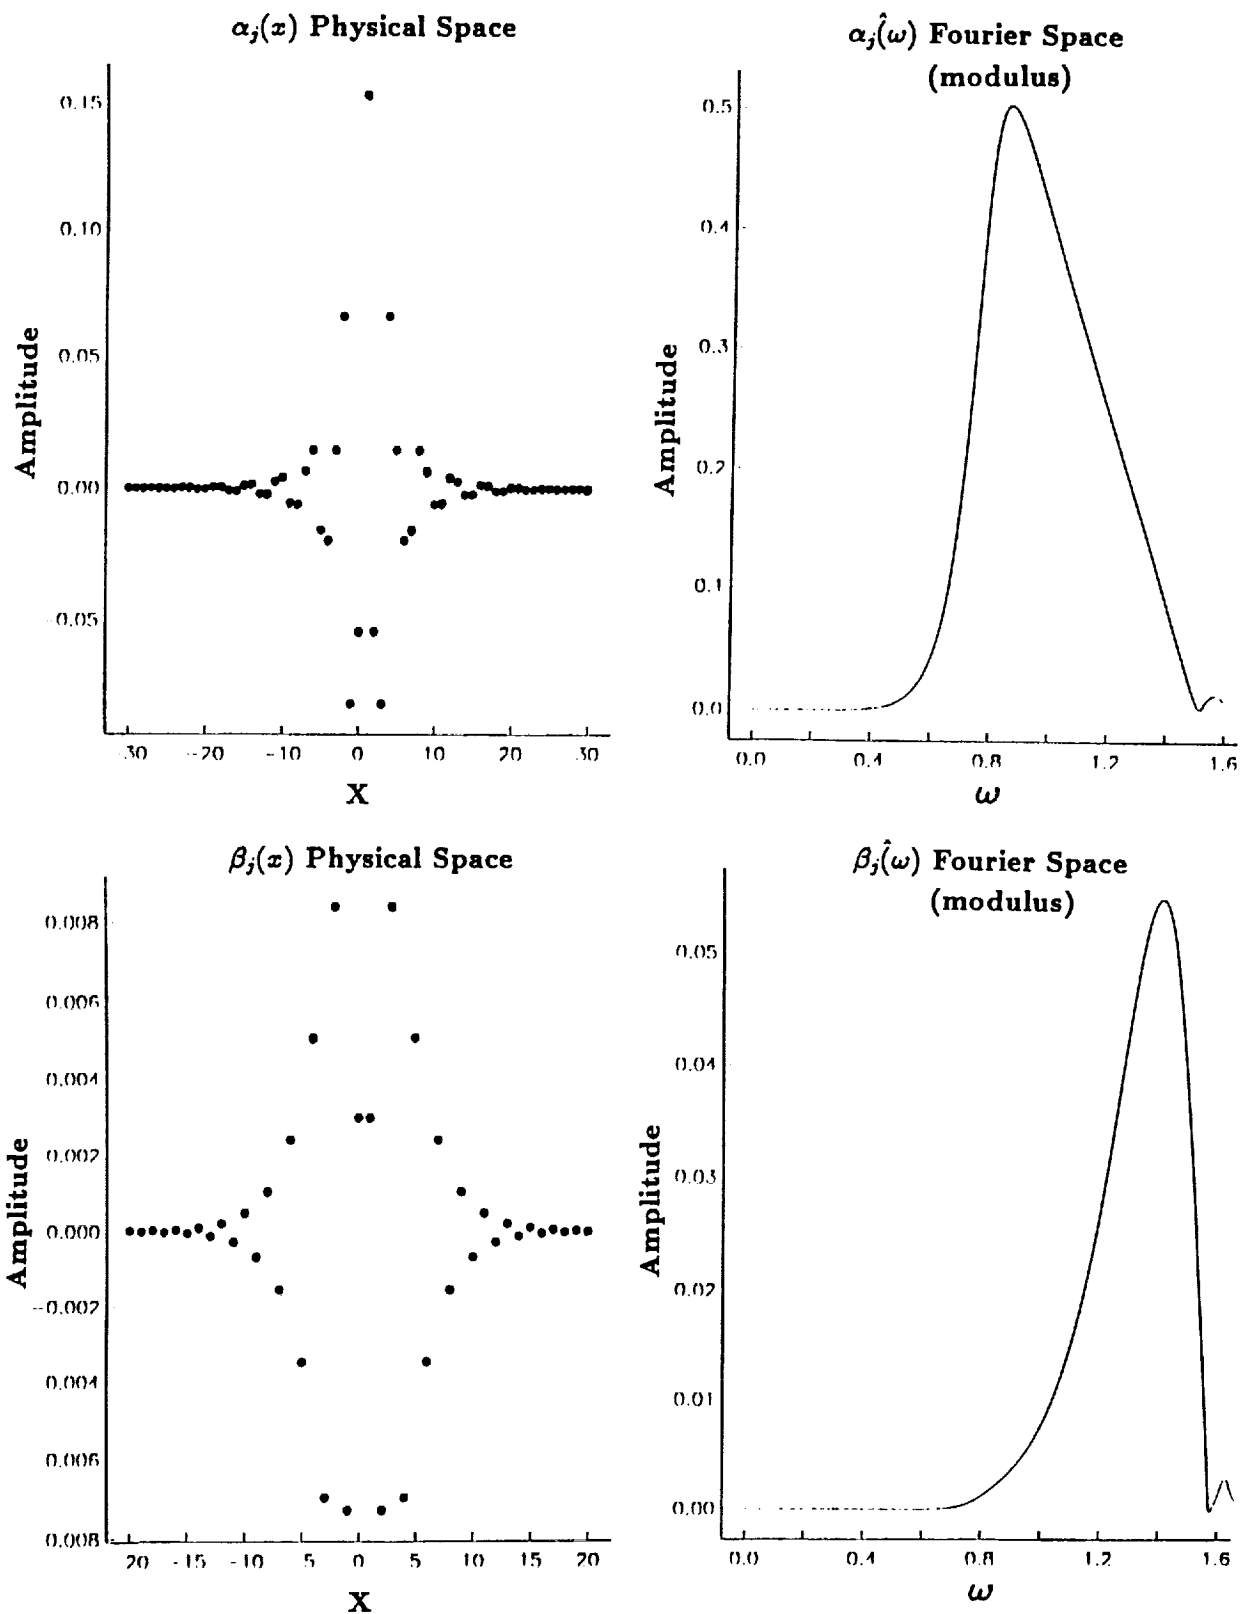 α_j(x) Physical Space
0.15
0.10
0.05
0.00
-0.05
Amplitude
30 -20 -10 0 10 20 30
X
α̂_j(ω) Fourier Space
(modulus)
0.5
0.4
0.3
0.2
0.1
0.0
Amplitude
0.0 0.4 0.8 1.2 1.6
ω
β_j(x) Physical Space
0.008
0.006
0.004
0.002
0.000
-0.002
0.004
0.006
0.008
Amplitude
20 -15 -10 5 0 5 10 15 20
X
β̂_j(ω) Fourier Space
(modulus)
0.05
0.04
0.03
0.02
0.01
0.00
Amplitude
0.0 0.4 0.8 1.2 1.6
ω